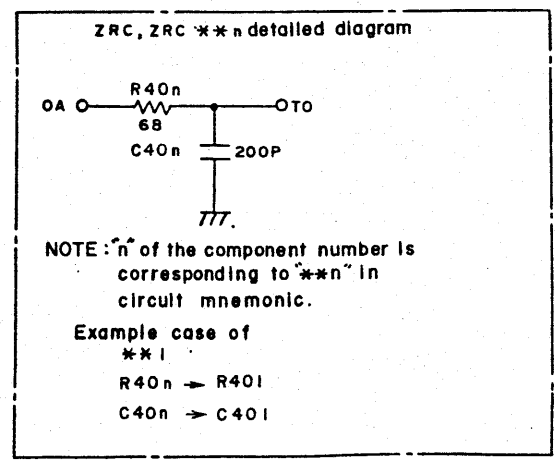 ZRC, ZRC **n detailed diagram
R40n
OA
TO
68
C40n
200P
NOTE : "n" of the component number is
corresponding to "**n" in
circuit mnemonic.
Example case of
**1
R40n → R401
C40n → C401